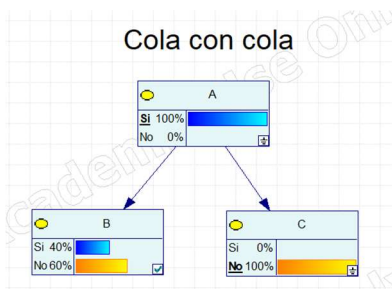 Cola con cola
A
Si 100%
No 0%
B
Si 40%
No 60%
C
Si 0%
No 100%